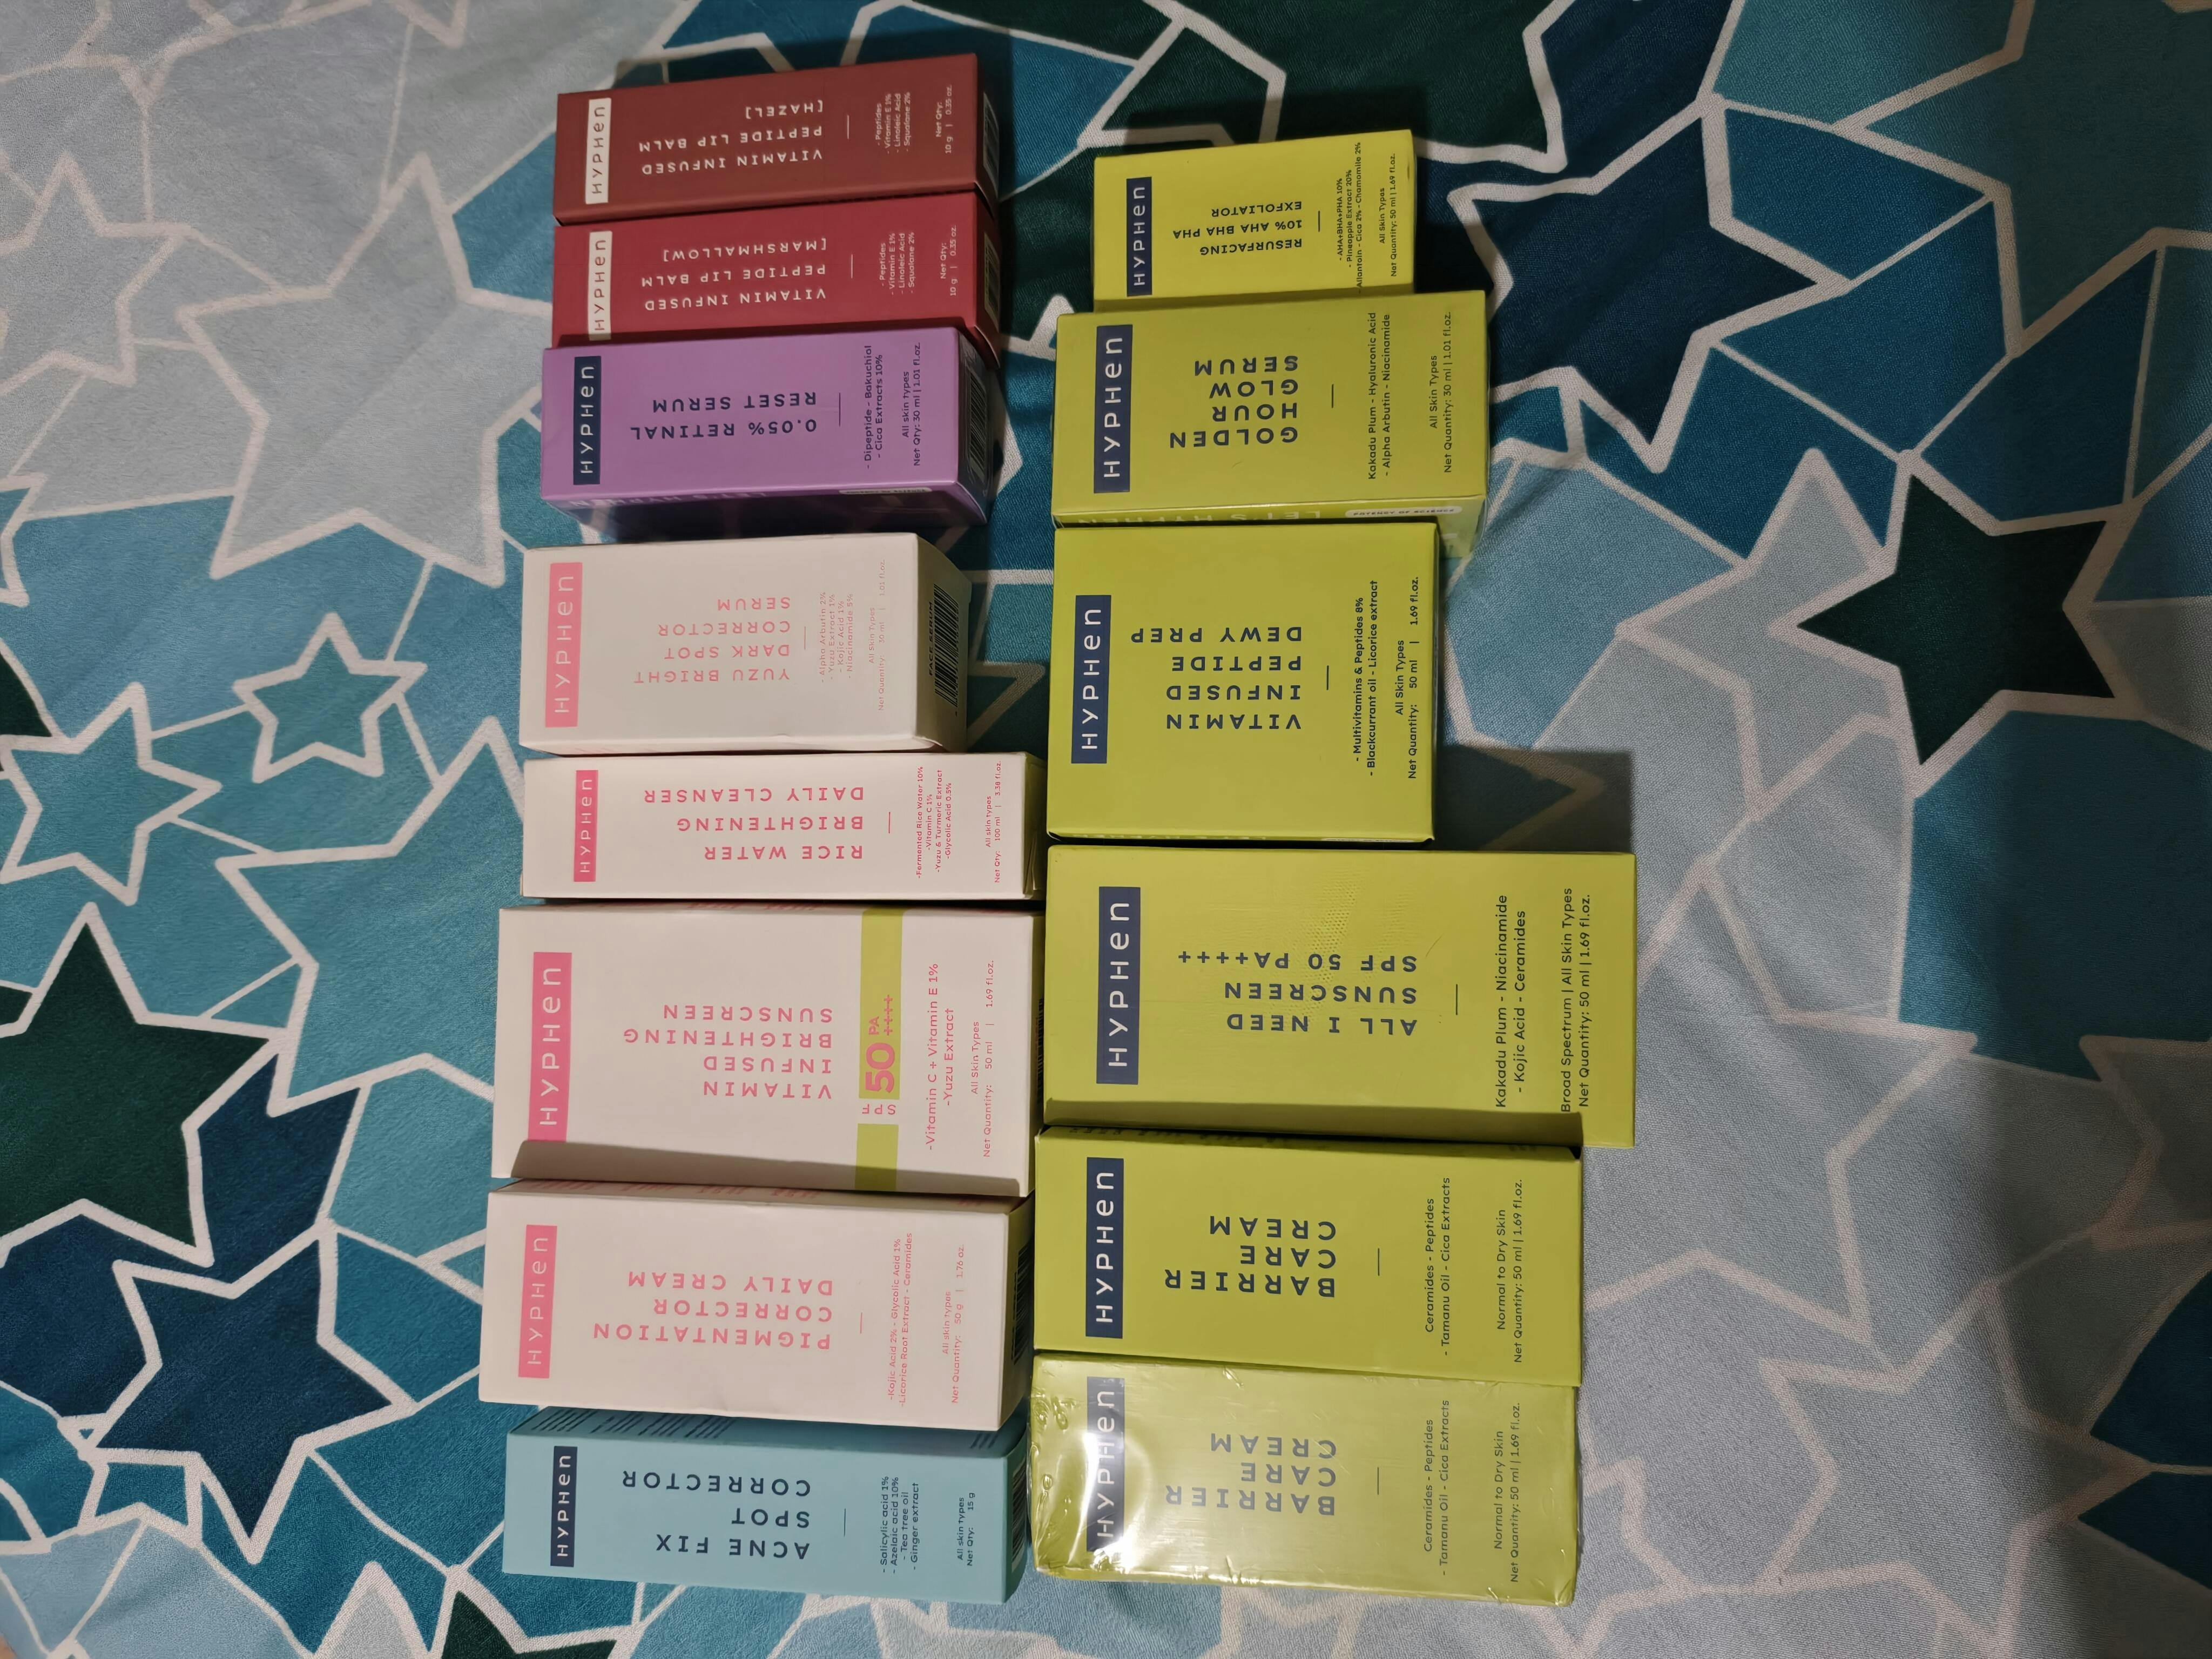 HYPHEN
VITAMIN INFUSED
PEPTIDE LIP BALM
[HAZEL]
- Peptides
- Vitamin E 1%
- Linoleic Acid
- Squalane 2%
Net Qty:
10 g | 0.35 oz.
HYPHEN
VITAMIN INFUSED
PEPTIDE LIP BALM
[MARSHMALLOW]
- Peptides
- Vitamin E 1%
- Linoleic Acid
- Squalane 2%
Net Qty:
10 g | 0.35 oz.
HYPHEN
0.05% RETINAL
RESET SERUM
- Dipeptide - Bakuchiol
- Cica Extracts 10%
All skin types
Net Qty: 30 ml | 1.01 fl.oz.
LET'S HYPHEN
HYPHEN
YUZU BRIGHT
DARK SPOT
CORRECTOR
SERUM
- Alpha Arbutin 2%
- Yuzu Extract 1%
- Kojic Acid 1%
- Niacinamide 5%
All Skin Types
Net Quantity: 30 ml | 1.01 fl.oz.
FACE SERUM
HYPHEN
RICE WATER
BRIGHTENING
DAILY CLEANSER
-Fermented Rice Water 10%
-Vitamin C 1%
-Yuzu & Turmeric Extract
-Glycolic Acid 0.5%
All skin types
Net Qty: 100 ml | 3.38 fl.oz.
HYPHEN
VITAMIN
INFUSED
BRIGHTENING
SUNSCREEN
SPF 50 PA ++++
-Vitamin C + Vitamin E 1%
-Yuzu Extract
All Skin Types
Net Quantity: 50 ml | 1.69 fl.oz.
HYPHEN
PIGMENTATION
CORRECTOR
DAILY CREAM
-Kojic Acid 2% - Glycolic Acid 1%
-Licorice Root Extract - Ceramides
All skin types
Net Quantity: 50 g | 1.76 oz.
HYPHEN
ACNE FIX
SPOT
CORRECTOR
- Salicylic acid 1%
- Azelaic acid 10%
- Tea tree oil
- Ginger extract
All skin types
Net Qty: 15 g
HYPHEN
RESURFACING
10% AHA BHA PHA
EXFOLIATOR
- AHA+BHA+PHA 10%
- Pineapple Extract 20%
- Allantoin - Cica 2% - Chamomile 2%
All Skin Types
Net Quantity: 50 ml | 1.69 fl.oz.
HYPHEN
GOLDEN
HOUR
GLOW
SERUM
Kakadu Plum - Hyaluronic Acid
- Alpha Arbutin - Niacinamide
All Skin Types
Net Quantity: 30 ml | 1.01 fl.oz.
LET'S HYPHEN
POTENCY OF SCIENCE
HYPHEN
VITAMIN
INFUSED
PEPTIDE
DEWY PREP
- Multivitamins & Peptides 8%
- Blackcurrant oil - Licorice extract
All Skin Types
Net Quantity: 50 ml | 1.69 fl.oz.
HYPHEN
ALL I NEED
SUNSCREEN
SPF 50 PA++++
Kakadu Plum - Niacinamide
- Kojic Acid - Ceramides
Broad Spectrum | All Skin Types
Net Quantity: 50 ml | 1.69 fl.oz.
HYPHEN
BARRIER
CARE
CREAM
Ceramides - Peptides
- Tamanu Oil - Cica Extracts
Normal to Dry Skin
Net Quantity: 50 ml | 1.69 fl.oz.
HYPHEN
BARRIER
CARE
CREAM
Ceramides - Peptides
- Tamanu Oil - Cica Extracts
Normal to Dry Skin
Net Quantity: 50 ml | 1.69 fl.oz.